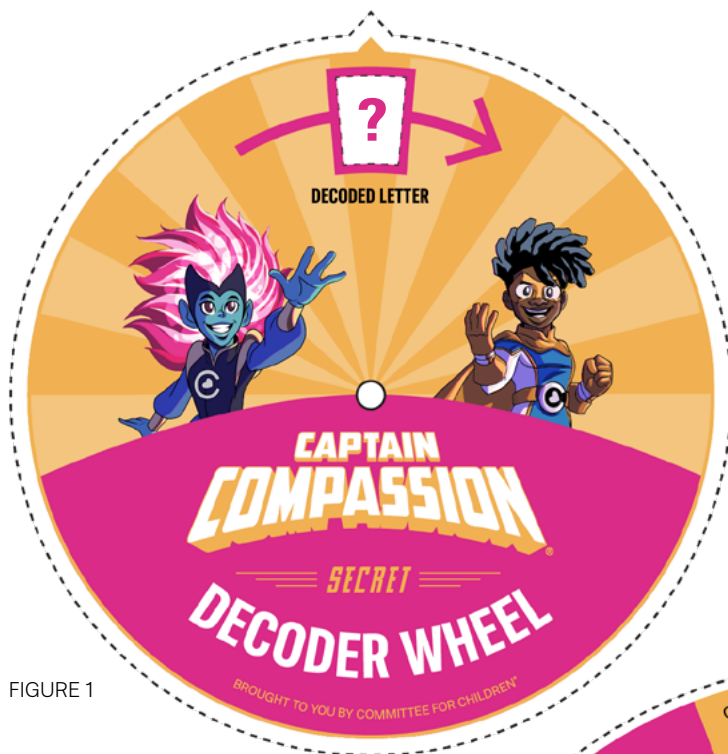 ?
DECODED LETTER
C
C
CAPTAIN
COMPASSION®
SECRET
DECODER WHEEL
BROUGHT TO YOU BY COMMITTEE FOR CHILDREN®
FIGURE 1